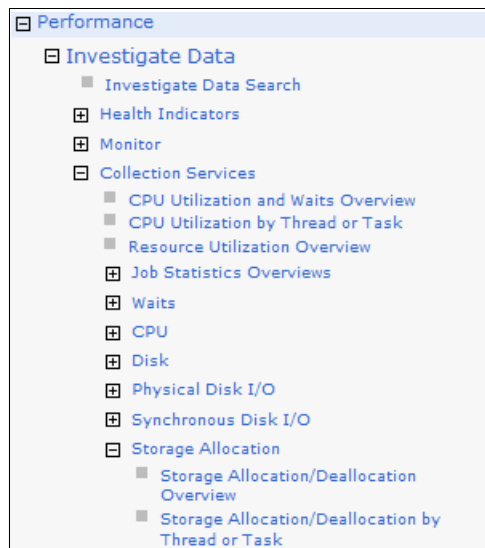 Performance
Investigate Data
Investigate Data Search
Health Indicators
Monitor
Collection Services
CPU Utilization and Waits Overview
CPU Utilization by Thread or Task
Resource Utilization Overview
Job Statistics Overviews
Waits
CPU
Disk
Physical Disk I/O
Synchronous Disk I/O
Storage Allocation
Storage Allocation/Deallocation
Overview
Storage Allocation/Deallocation by
Thread or Task